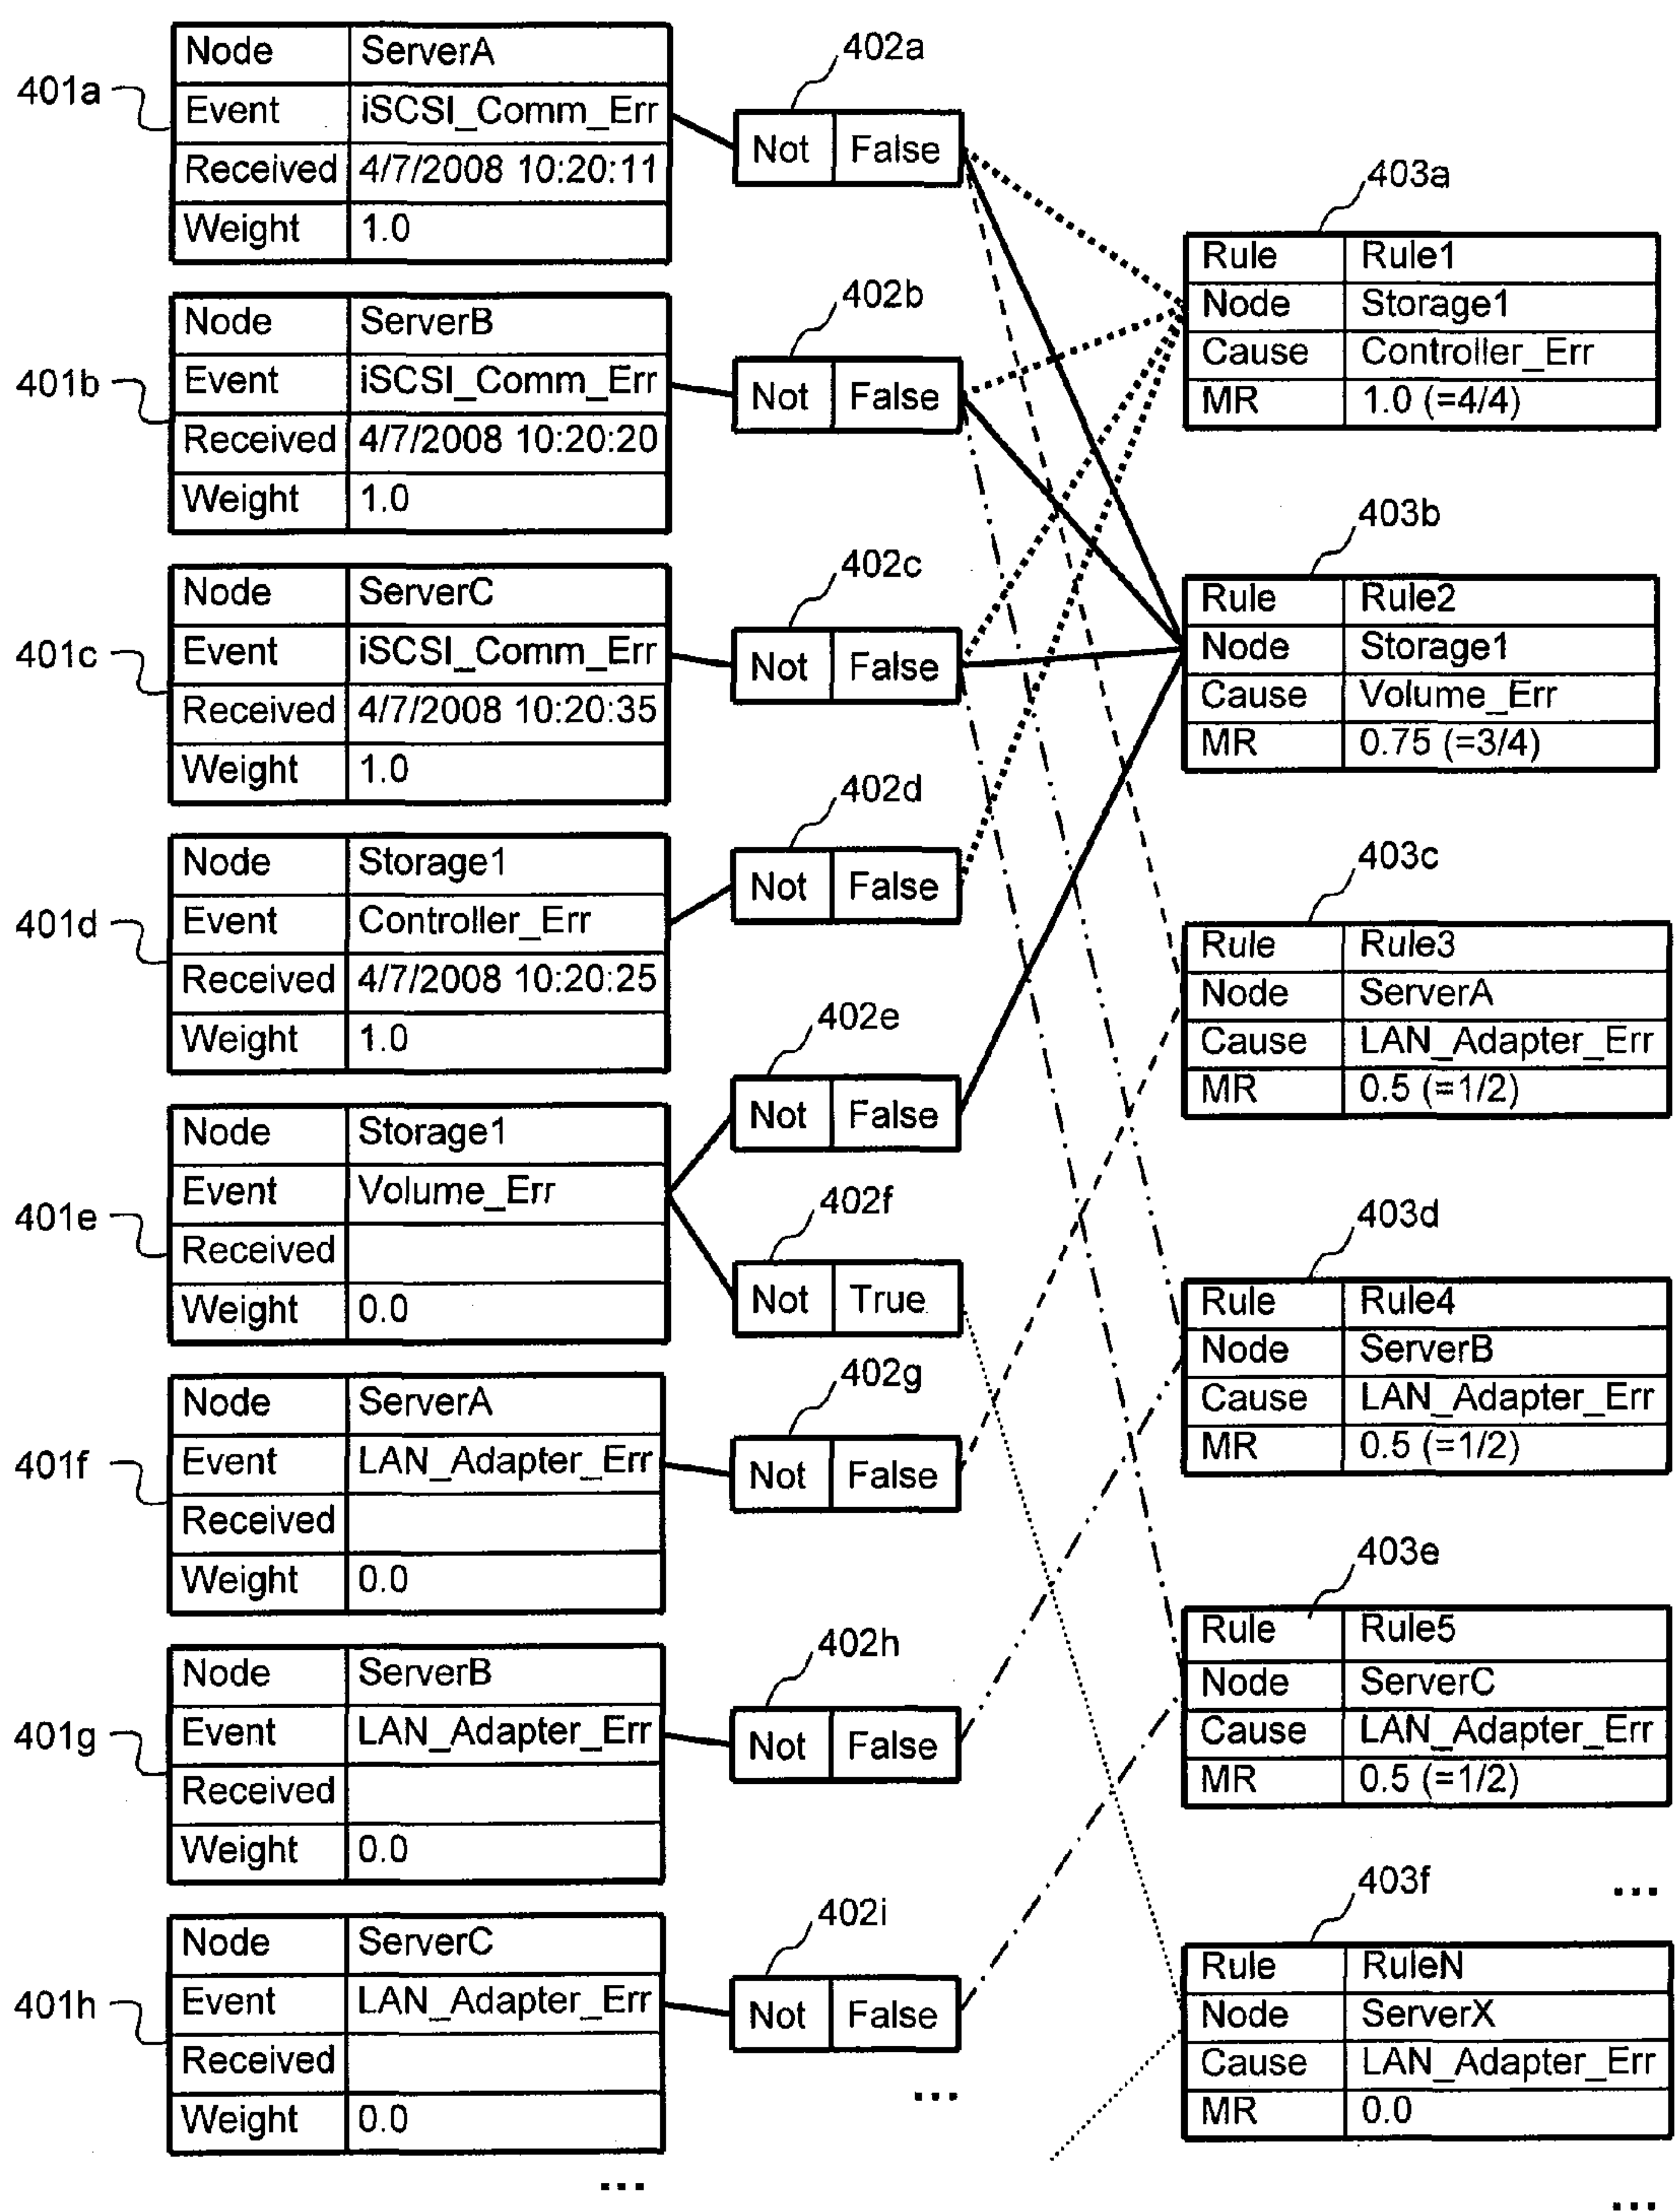 401a
Node ServerA
Event iSCSI_Comm_Err
Received 4/7/2008 10:20:11
Weight 1.0
401b
Node ServerB
Event iSCSI_Comm_Err
Received 4/7/2008 10:20:20
Weight 1.0
401c
Node ServerC
Event iSCSI_Comm_Err
Received 4/7/2008 10:20:35
Weight 1.0
401d
Node Storage1
Event Controller_Err
Received 4/7/2008 10:20:25
Weight 1.0
401e
Node Storage1
Event Volume_Err
Received
Weight 0.0
401f
Node ServerA
Event LAN_Adapter_Err
Received
Weight 0.0
401g
Node ServerB
Event LAN_Adapter_Err
Received
Weight 0.0
401h
Node ServerC
Event LAN_Adapter_Err
Received
Weight 0.0
...
402a
Not False
402b
Not False
402c
Not False
402d
Not False
402e
Not False
402f
Not True
402g
Not False
402h
Not False
402i
Not False
...
403a
Rule Rule1
Node Storage1
Cause Controller_Err
MR 1.0 (=4/4)
403b
Rule Rule2
Node Storage1
Cause Volume_Err
MR 0.75 (=3/4)
403c
Rule Rule3
Node ServerA
Cause LAN_Adapter_Err
MR 0.5 (=1/2)
403d
Rule Rule4
Node ServerB
Cause LAN_Adapter_Err
MR 0.5 (=1/2)
403e
Rule Rule5
Node ServerC
Cause LAN_Adapter_Err
MR 0.5 (=1/2)
...
403f
Rule RuleN
Node ServerX
Cause LAN_Adapter_Err
MR 0.0
...